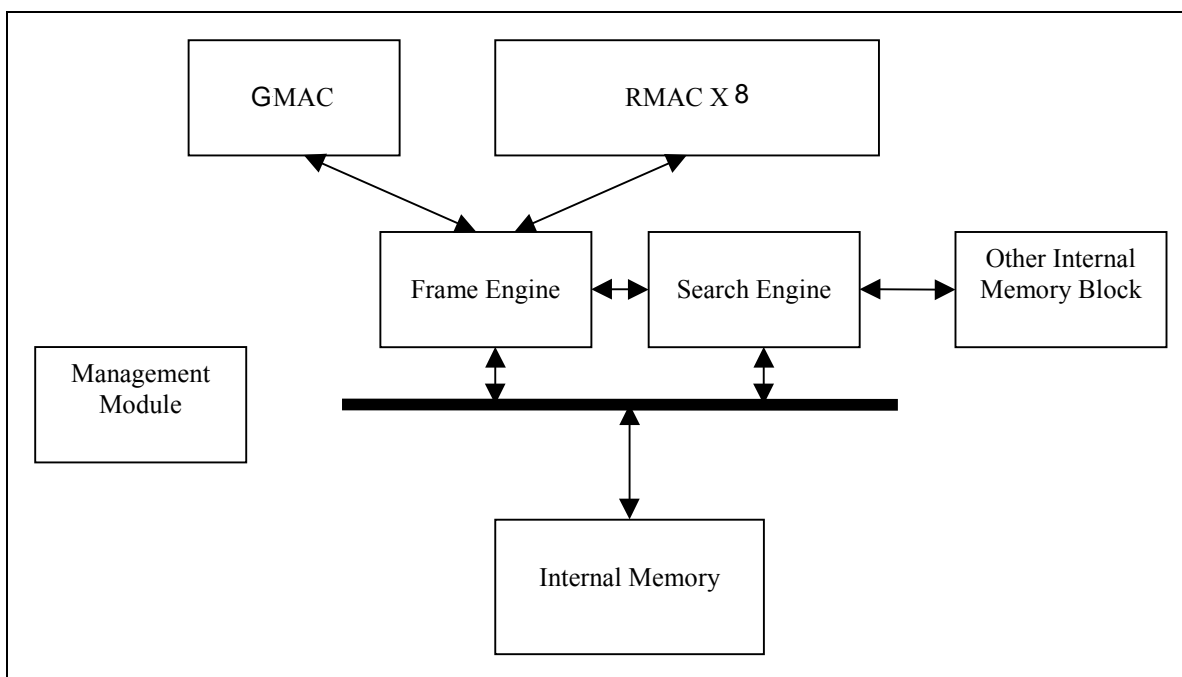 GMAC
RMAC X 8
Frame Engine
Search Engine
Other Internal
Memory Block
Management
Module
Internal Memory